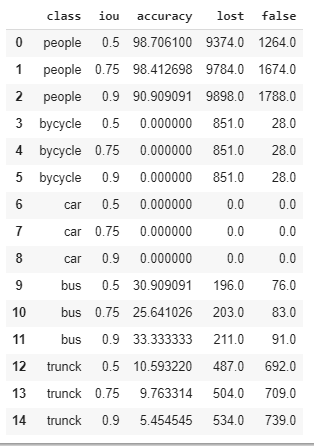 class iou accuracy lost false
0 people 0.5 98.706100 9374.0 1264.0
1 people 0.75 98.412698 9784.0 1674.0
2 people 0.9 90.909091 9898.0 1788.0
3 bycycle 0.5 0.000000 851.0 28.0
4 bycycle 0.75 0.000000 851.0 28.0
5 bycycle 0.9 0.000000 851.0 28.0
6 car 0.5 0.000000 0.0 0.0
7 car 0.75 0.000000 0.0 0.0
8 car 0.9 0.000000 0.0 0.0
9 bus 0.5 30.909091 196.0 76.0
10 bus 0.75 25.641026 203.0 83.0
11 bus 0.9 33.333333 211.0 91.0
12 trunck 0.5 10.593220 487.0 692.0
13 trunck 0.75 9.763314 504.0 709.0
14 trunck 0.9 5.454545 534.0 739.0